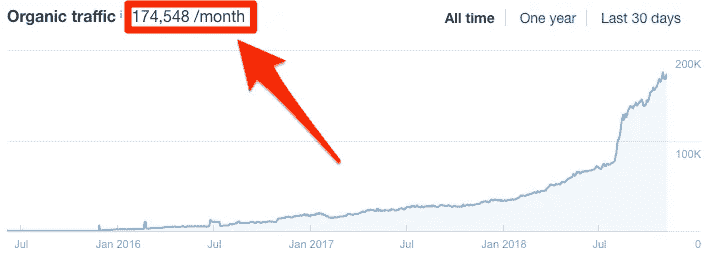 Organic traffic i 174,548 /month All time One year Last 30 days
200K
100K
Jul Jan 2016 Jul Jan 2017 Jul Jan 2018 Jul 0